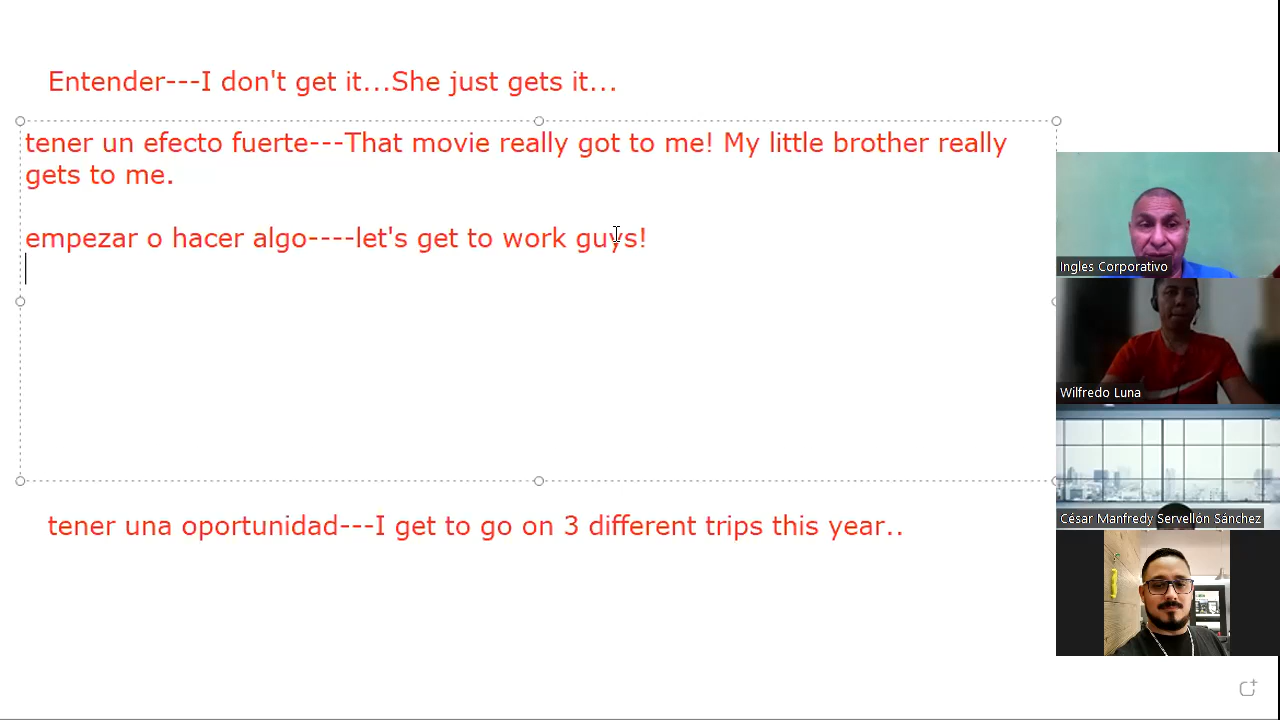 Entender---I don't get it...She just gets it...
tener un efecto fuerte---That movie really got to me! My little brother really
gets to me.
empezar o hacer algo----let's get to work guys!
tener una oportunidad---I get to go on 3 different trips this year..
Ingles Corporativo
Wilfredo Luna
César Manfredy Servellón Sánchez